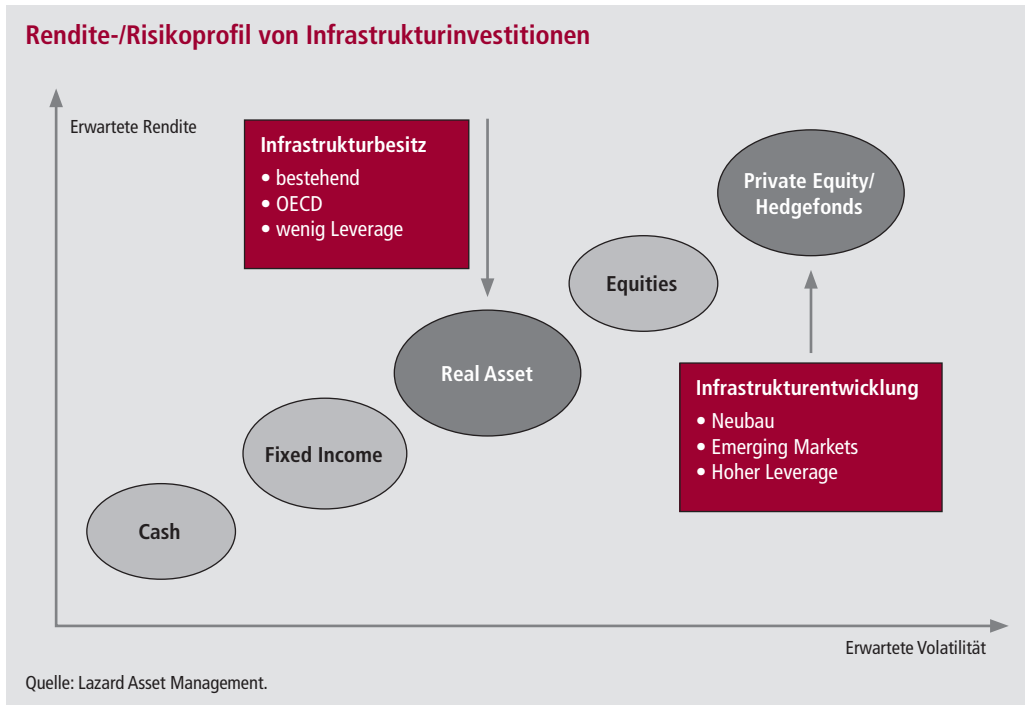 Rendite-/Risikoprofil von Infrastrukturinvestitionen
Erwartete Rendite
Infrastrukturbesitz
• bestehend
• OECD
• wenig Leverage
Private Equity/
Hedgefonds
Equities
Real Asset
Infrastrukturentwicklung
• Neubau
• Emerging Markets
• Hoher Leverage
Fixed Income
Cash
Erwartete Volatilität
Quelle: Lazard Asset Management.